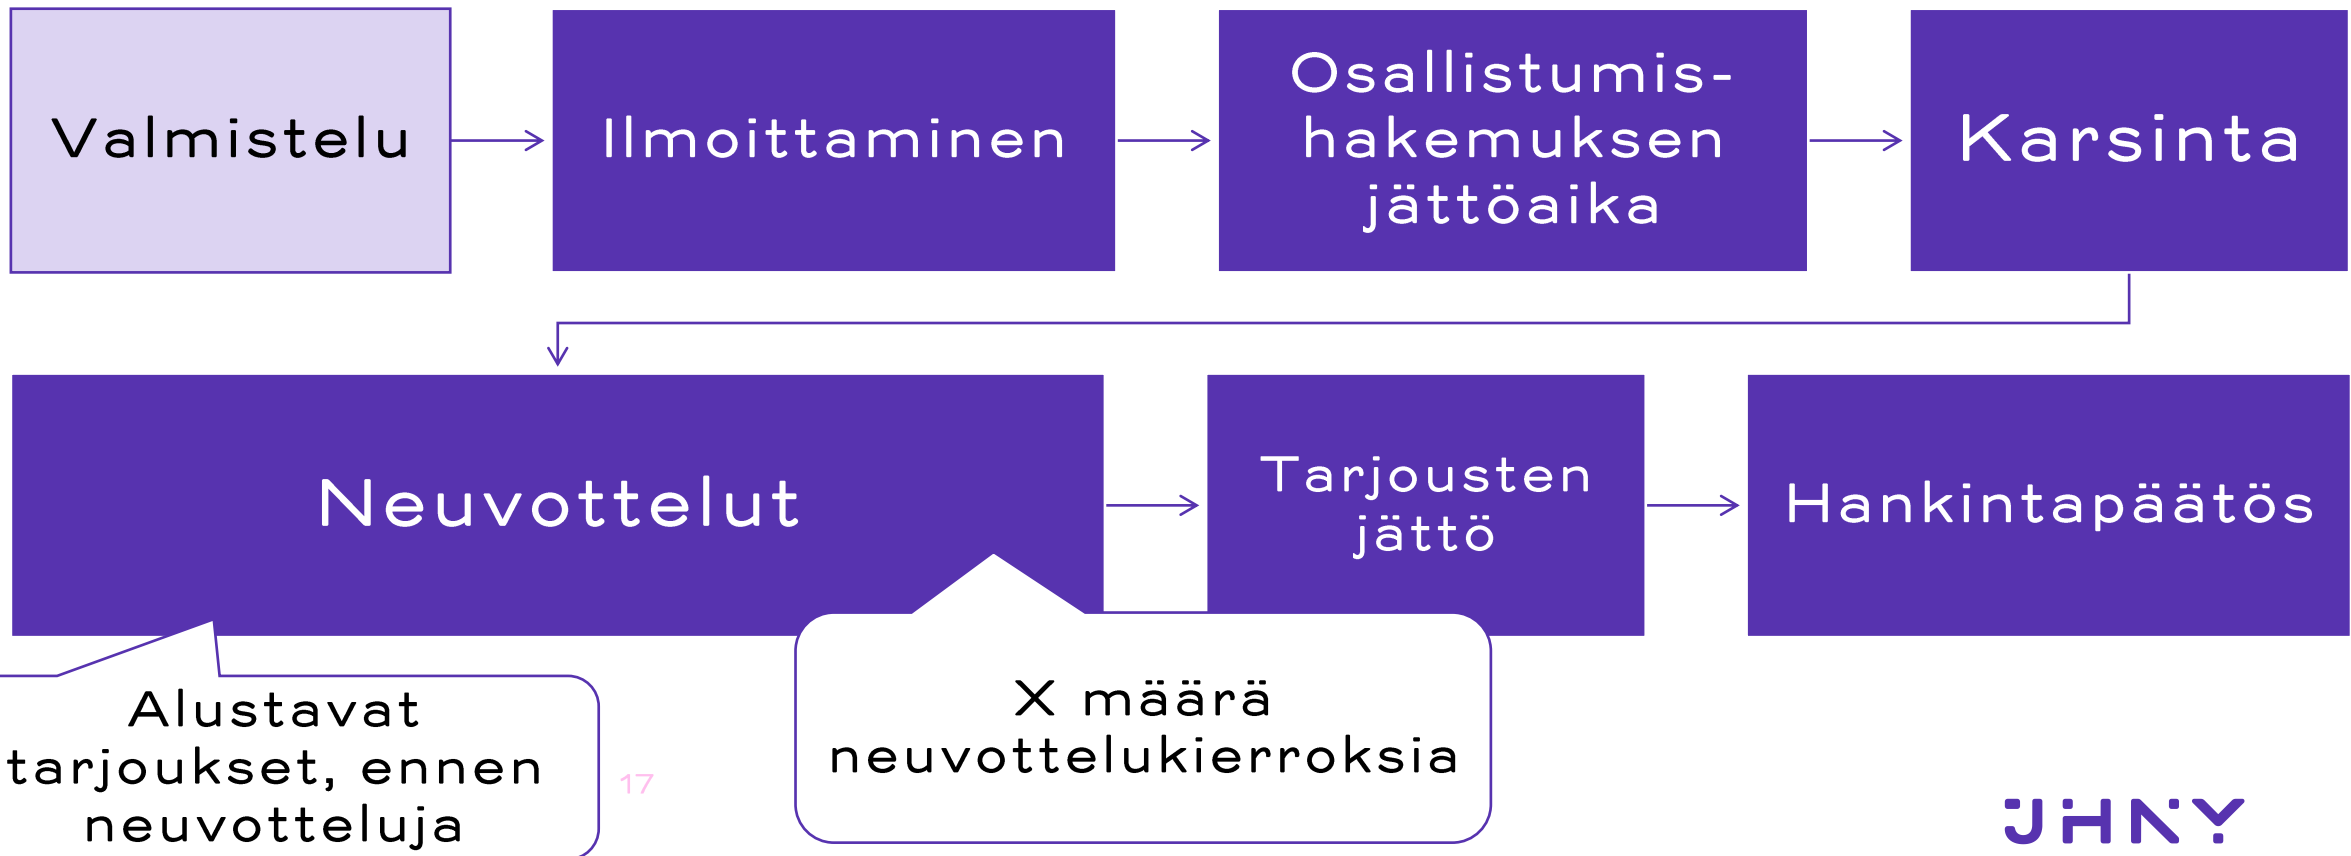 Valmistelu
Ilmoittaminen
Osallistumis-
hakemuksen
jättöaika
Karsinta
Neuvottelut
Tarjousten
jättö
Hankintapäätös
Alustavat
tarjoukset, ennen
neuvotteluja
X määrä
neuvottelukierroksia
17
JHNY